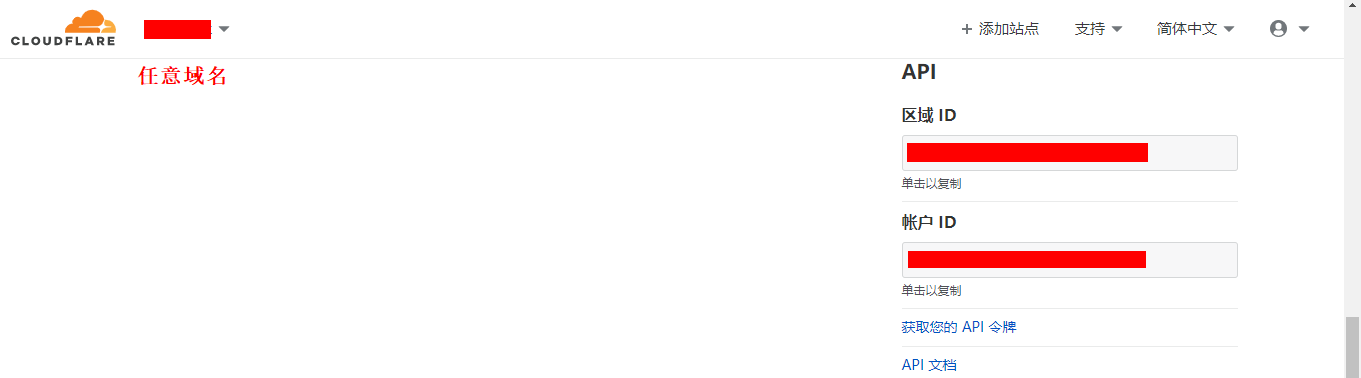 CLOUDFLARE
+ 添加站点 支持 简体中文
任意域名
API
区域 ID
单击以复制
帐户 ID
单击以复制
获取您的 API 令牌
API 文档